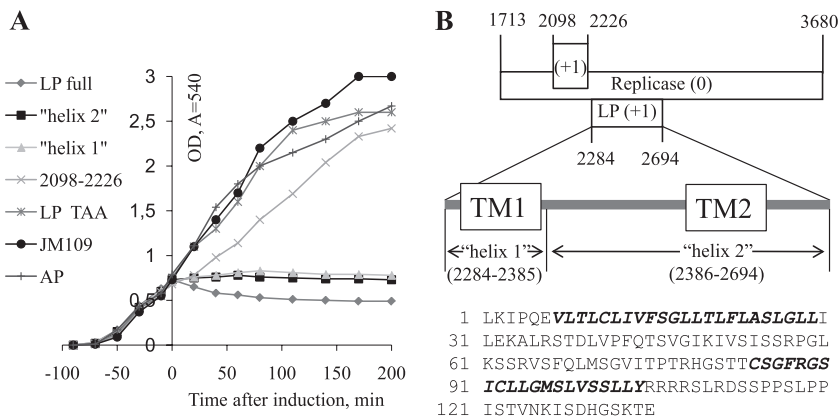 A
LP full
"helix 2"
"helix 1"
2098-2226
LP TAA
JM109
AP
OD, A=540
3
2,5
2
1,5
1
0,5
0
-100 -50 0 50 100 150 200
Time after induction, min
B
1713 2098 2226 3680
(+1)
Replicase (0)
LP (+1)
2284 2694
TM1 TM2
“helix 1” “helix 2”
(2284-2385) (2386-2694)
1 LKIPQEVLTLCLIVFSGLLTLFLASLGLLI
31 LEKALRSTDLVPFQTSVGIKIVSISSRPGL
61 KSSRVSFQLMSGVITPTRHGSTTCSGFRGS
91 ICLLGMSLVSSLLYRRRRSLRDSSPPSLPP
121 ISTVNKISDHGSKTE